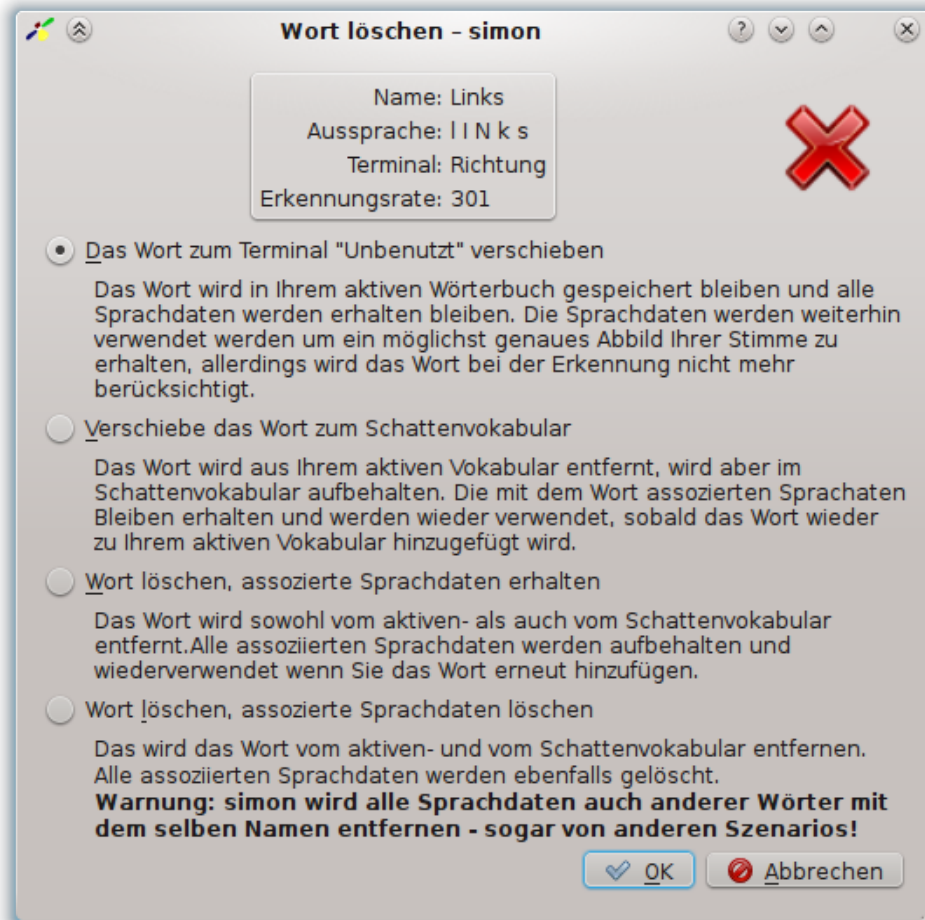 Wort löschen – simon
Name: Links
Aussprache: l I N k s
Terminal: Richtung
Erkennungsrate: 301
Das Wort zum Terminal "Unbenutzt" verschieben
Das Wort wird in Ihrem aktiven Wörterbuch gespeichert bleiben und alle
Sprachdaten werden erhalten bleiben. Die Sprachdaten werden weiterhin
verwendet werden um ein möglichst genaues Abbild Ihrer Stimme zu
erhalten, allerdings wird das Wort bei der Erkennung nicht mehr
berücksichtigt.
Verschiebe das Wort zum Schattenvokabular
Das Wort wird aus Ihrem aktiven Vokabular entfernt, wird aber im
Schattenvokabular aufbehalten. Die mit dem Wort assozierten Sprachaten
Bleiben erhalten und werden wieder verwendet, sobald das Wort wieder
zu Ihrem aktiven Vokabular hinzugefügt wird.
Wort löschen, assozierte Sprachdaten erhalten
Das Wort wird sowohl vom aktiven- als auch vom Schattenvokabular
entfernt.Alle assoziierten Sprachdaten werden aufbehalten und
wiederverwendet wenn Sie das Wort erneut hinzufügen.
Wort löschen, assozierte Sprachdaten löschen
Das wird das Wort vom aktiven- und vom Schattenvokabular entfernen.
Alle assoziierten Sprachdaten werden ebenfalls gelöscht.
Warnung: simon wird alle Sprachdaten auch anderer Wörter mit
dem selben Namen entfernen - sogar von anderen Szenarios!
OK Abbrechen